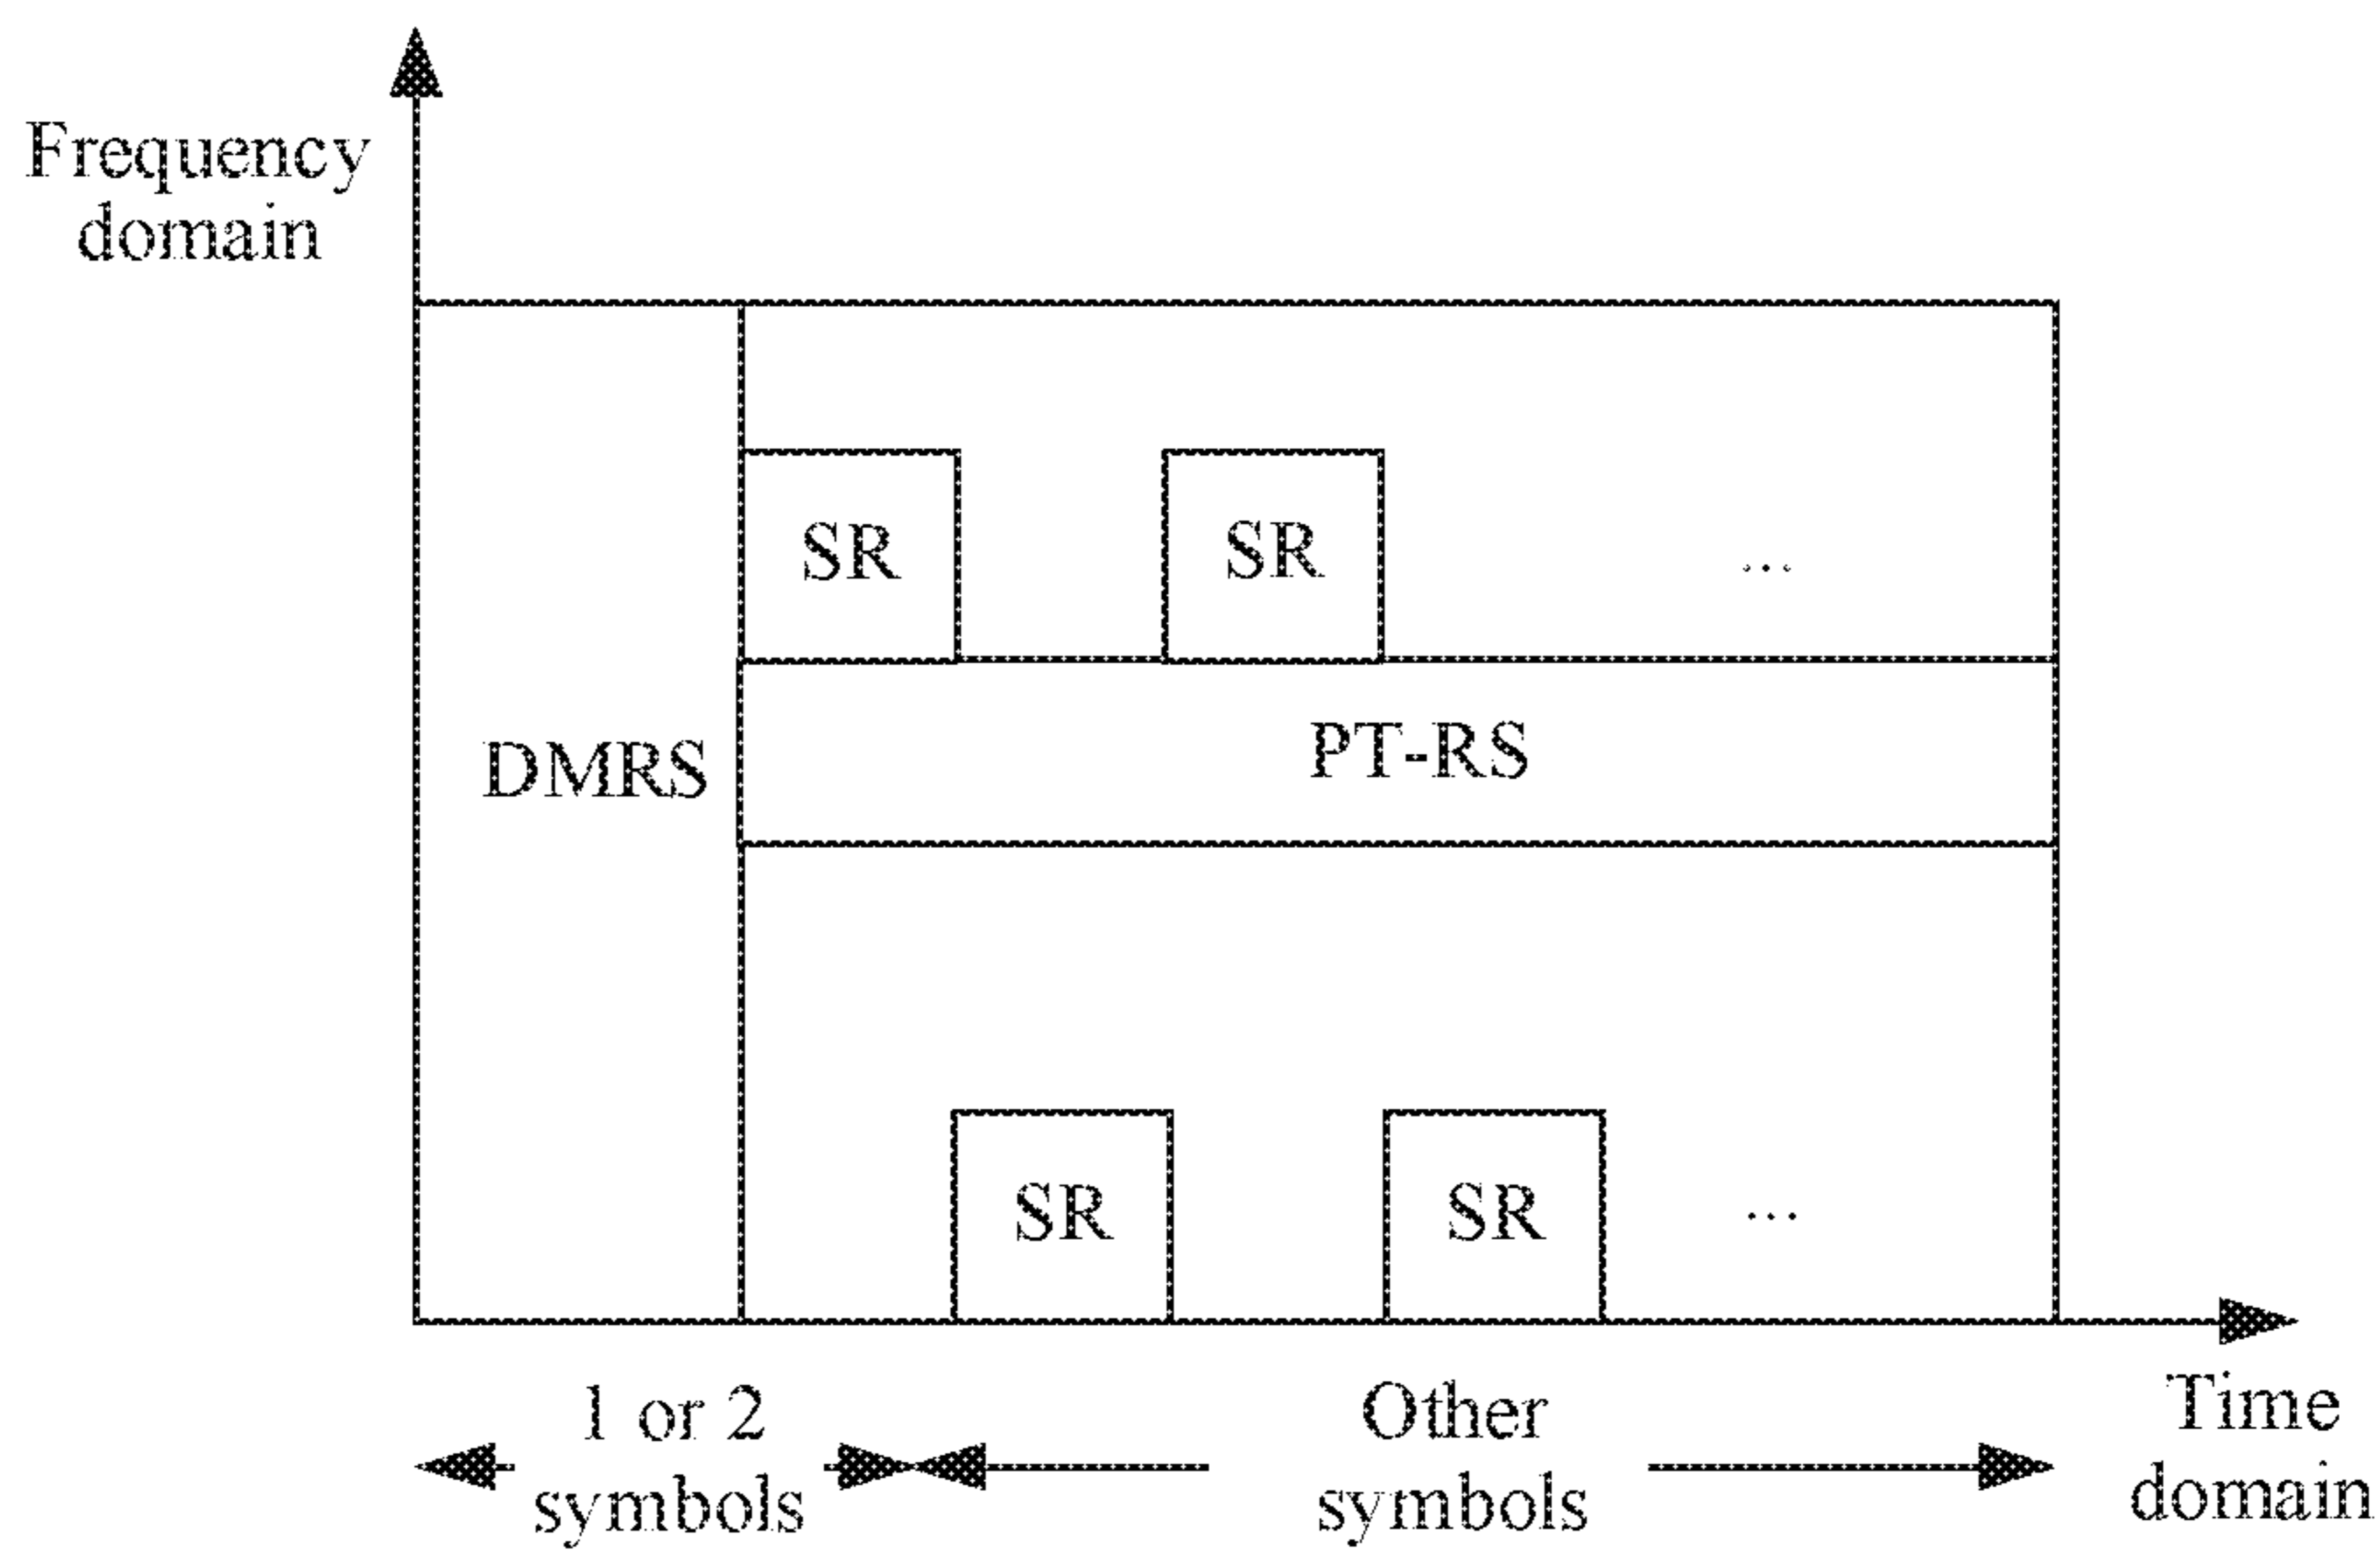 Frequency
domain
SR
SR
...
DMRS
PT-RS
SR
SR
...
1 or 2
symbols
Other
symbols
Time
domain